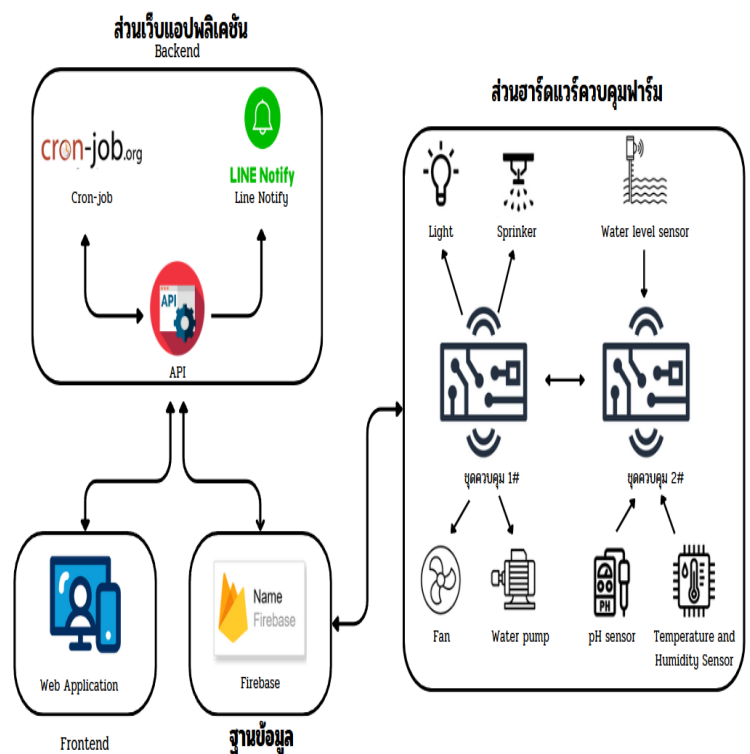 ส่วนเว็บแอปพลิเคชัน
Backend
cron-job.org
Cron-job
LINE Notify
Line Notify
API
API
Web Application
Frontend
Name
Firebase
Firebase
ฐานข้อมูล
ส่วนฮาร์ดแวร์ควบคุมฟาร์ม
Light
Sprinker
Water level sensor
ชุดควบคุม 1#
ชุดควบคุม 2#
Fan
Water pump
PH
pH sensor
Temperature and
Humidity Sensor